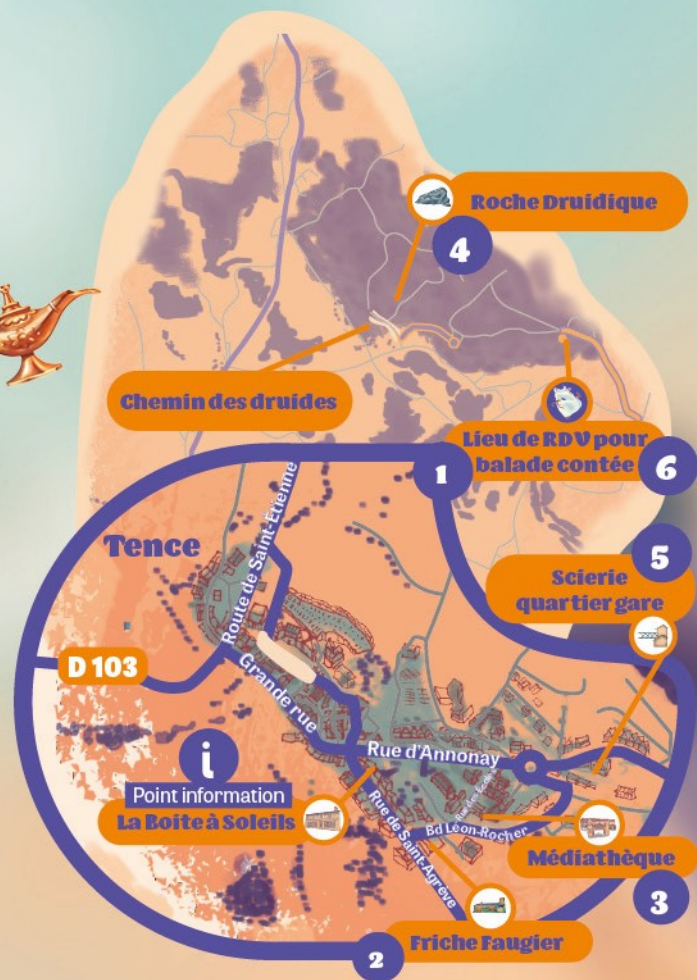 Roche Druidique
4
Chemin des druides
Lieu de RDV pour
balade contée
6
1
5
Scierie
quartier gare
Tence
Route de Saint-Étienne
D 103
Grande rue
i
Point information
La Boite à Soleils
Rue d'Annonay
Rue de Saint-Agrève
Bd Léon-Rocher
Médiathèque
3
Friche Faugier
2